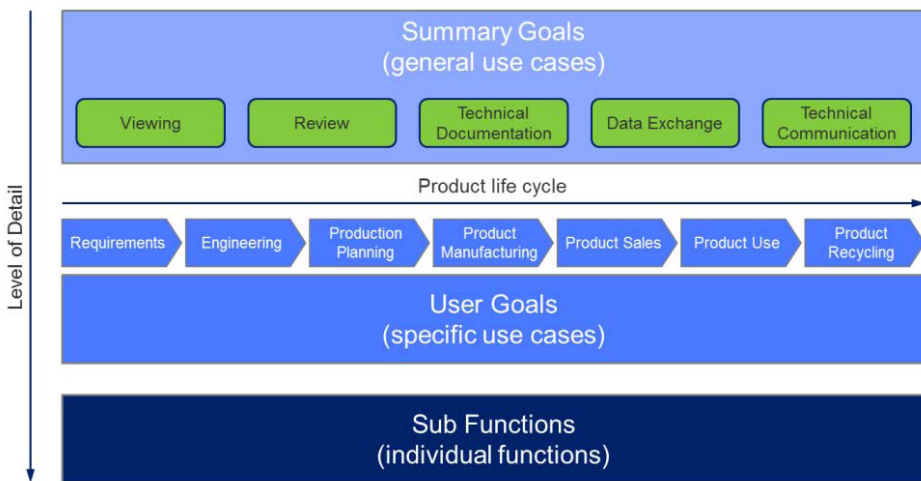 Summary Goals
(general use cases)
Viewing
Review
Technical
Documentation
Data Exchange
Technical
Communication
Level of Detail
Product life cycle
Requirements
Engineering
Production
Planning
Product
Manufacturing
Product Sales
Product Use
Product
Recycling
User Goals
(specific use cases)
Sub Functions
(individual functions)